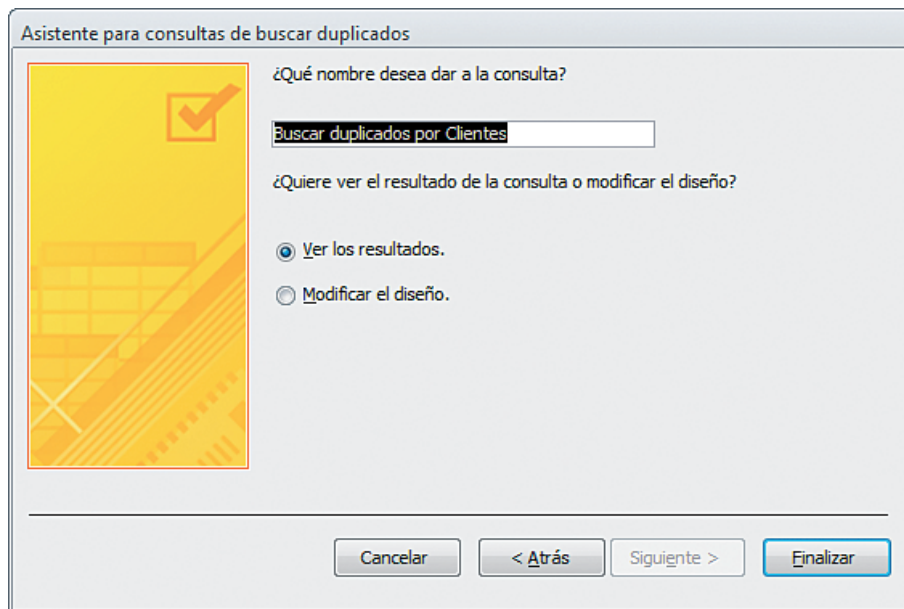 Asistente para consultas de buscar duplicados
¿Qué nombre desea dar a la consulta?
Buscar duplicados por Clientes
¿Quiere ver el resultado de la consulta o modificar el diseño?
Ver los resultados.
Modificar el diseño.
Cancelar
< Atrás
Siguiente >
Finalizar